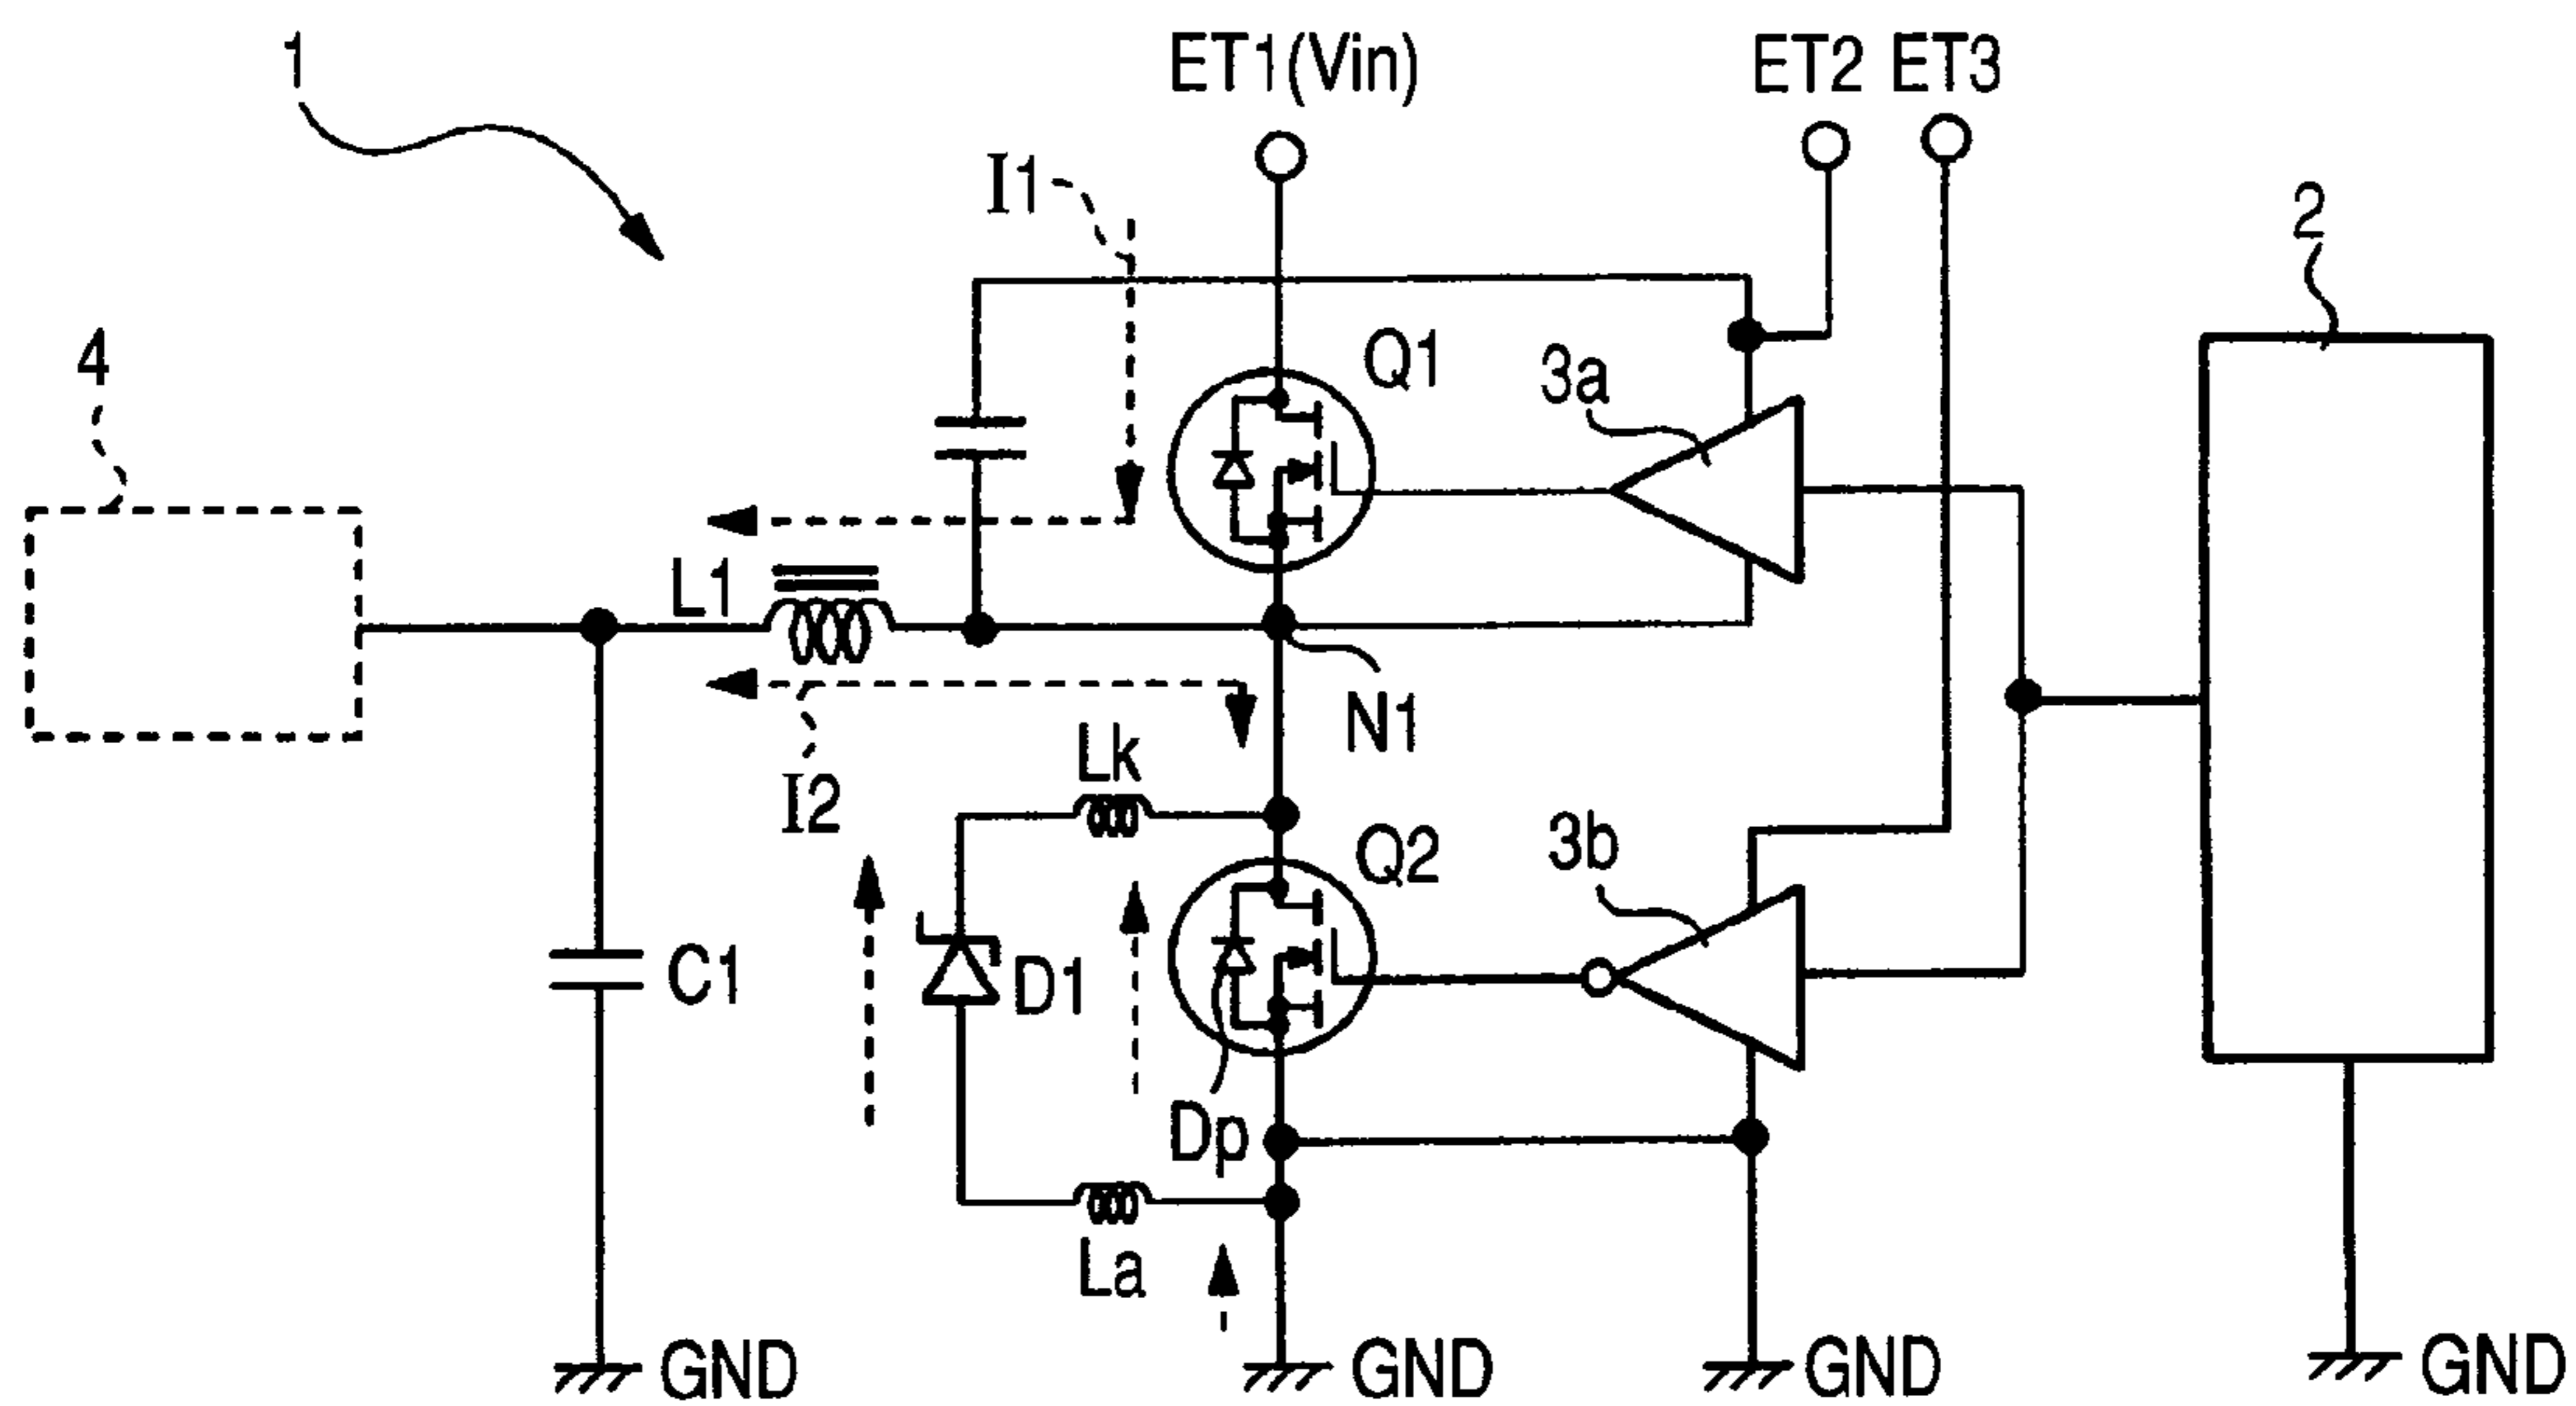 1
ET1(Vin)
ET2
ET3
I1
2
4
Q1
3a
L1
N1
I2
Lk
Q2
3b
C1
D1
Dp
La
GND
GND
GND
GND